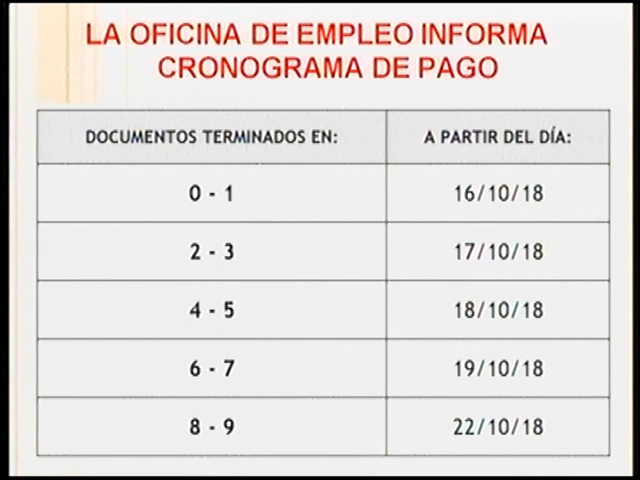 LA OFICINA DE EMPLEO INFORMA
CRONOGRAMA DE PAGO
DOCUMENTOS TERMINADOS EN: A PARTIR DEL DÍA:
0 - 1 16/10/18
2 - 3 17/10/18
4 - 5 18/10/18
6 - 7 19/10/18
8 - 9 22/10/18